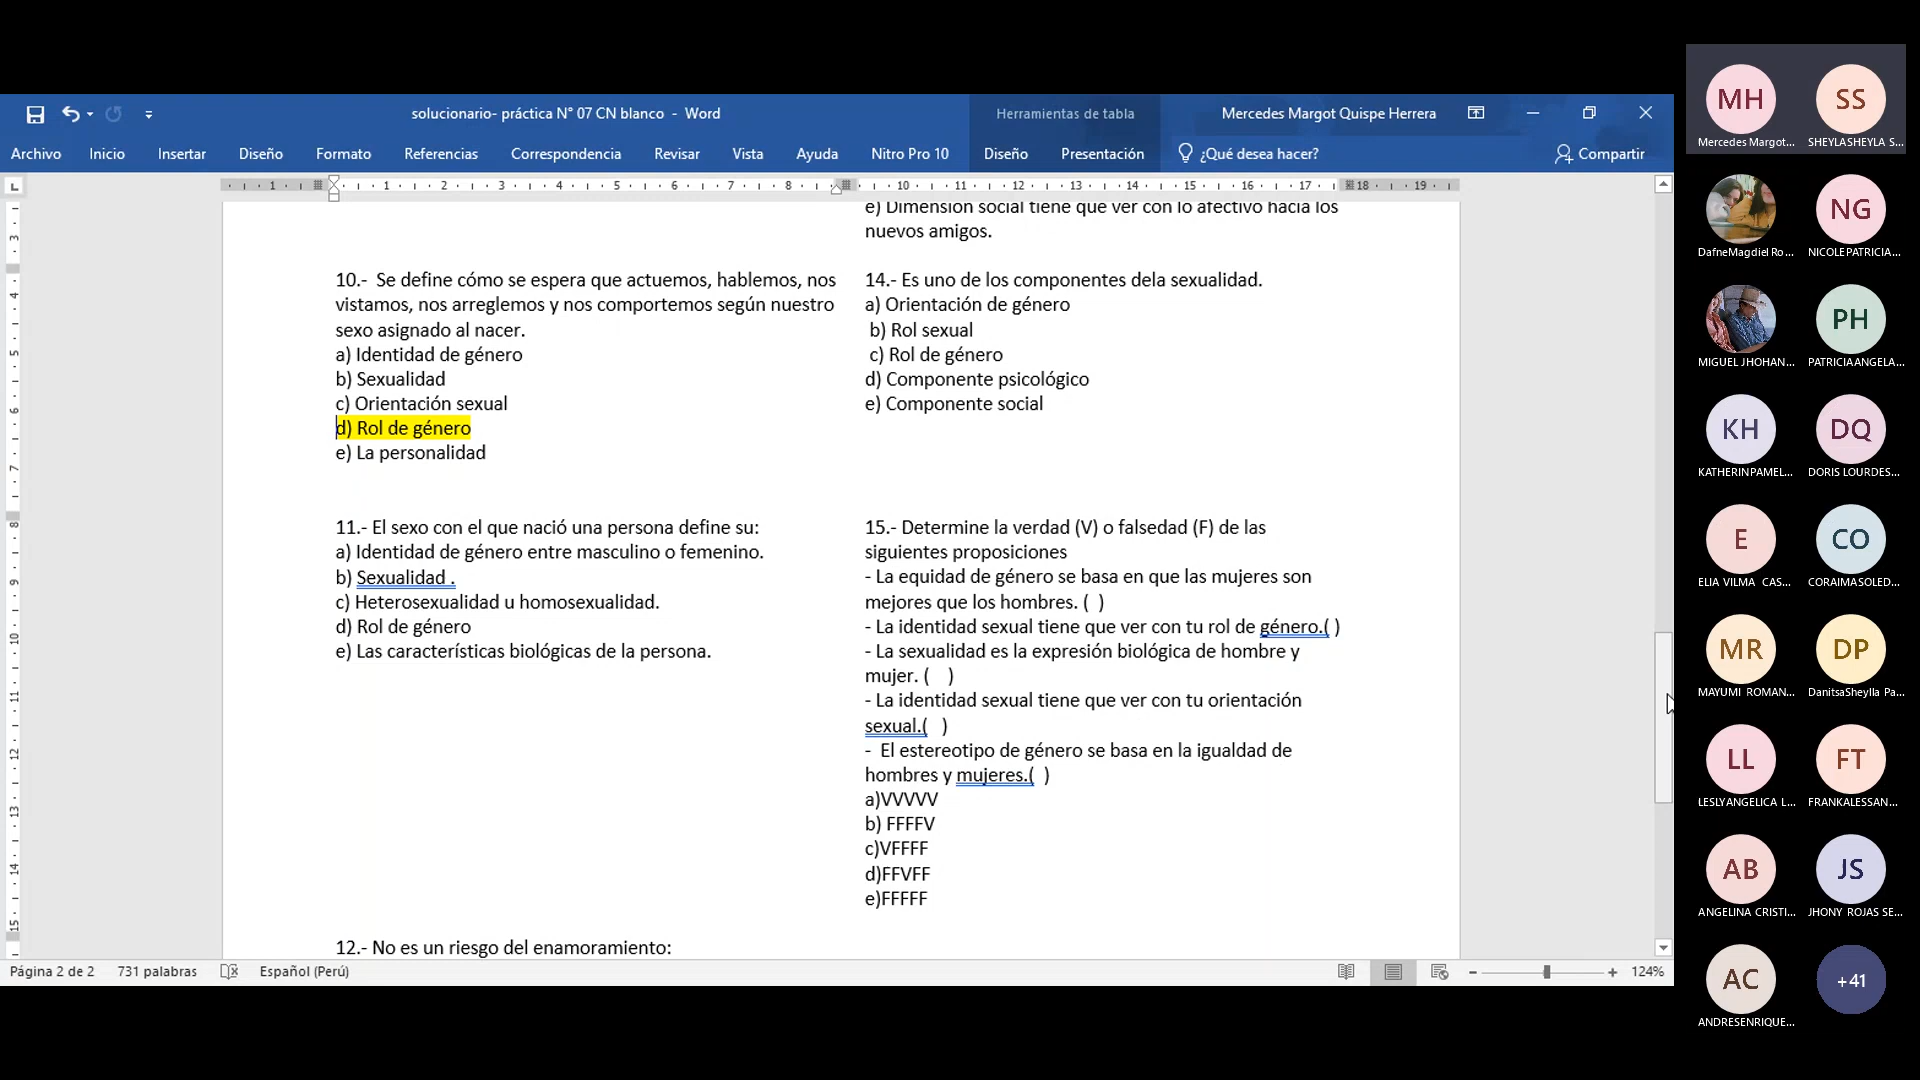 solucionario- práctica N° 07 CN blanco - Word
Herramientas de tabla
Mercedes Margot Quispe Herrera
Archivo
Inicio
Insertar
Diseño
Formato
Referencias
Correspondencia
Revisar
Vista
Ayuda
Nitro Pro 10
Diseño
Presentación
¿Qué desea hacer?
Compartir
10.- Se define cómo se espera que actuemos, hablemos, nos
vistamos, nos arreglemos y nos comportemos según nuestro
sexo asignado al nacer.
a) Identidad de género
b) Sexualidad
c) Orientación sexual
d) Rol de género
e) La personalidad
11.- El sexo con el que nació una persona define su:
a) Identidad de género entre masculino o femenino.
b) Sexualidad .
c) Heterosexualidad u homosexualidad.
d) Rol de género
e) Las características biológicas de la persona.
12.- No es un riesgo del enamoramiento:
e) Dimensión social tiene que ver con lo afectivo hacia los
nuevos amigos.
14.- Es uno de los componentes dela sexualidad.
a) Orientación de género
b) Rol sexual
c) Rol de género
d) Componente psicológico
e) Componente social
15.- Determine la verdad (V) o falsedad (F) de las
siguientes proposiciones
- La equidad de género se basa en que las mujeres son
mejores que los hombres. ( )
- La identidad sexual tiene que ver con tu rol de género.( )
- La sexualidad es la expresión biológica de hombre y
mujer. ( )
- La identidad sexual tiene que ver con tu orientación
sexual.( )
- El estereotipo de género se basa en la igualdad de
hombres y mujeres.( )
a)VVVVV
b) FFFFV
c)VFFFF
d)FFVFF
e)FFFFF
Página 2 de 2
731 palabras
Español (Perú)
124%
MH
Mercedes Margot...
SS
SHEYLASHEYLA S...
DafneMagdiel Ro...
NG
NICOLEPATRICIA...
MIGUEL JHOHAN...
PH
PATRICIAANGELA...
KH
KATHERINPAMEL...
DQ
DORIS LOURDES...
E
ELIA VILMA CAS...
CO
CORAIMASOLED...
MR
MAYUMI ROMAN...
DP
DanitsaSheylla Pa...
LL
LESLYANGELICA L...
FT
FRANKALESSAN...
AB
ANGELINA CRISTI...
JS
JHONY ROJAS SE...
AC
ANDRESENRIQUE...
+41